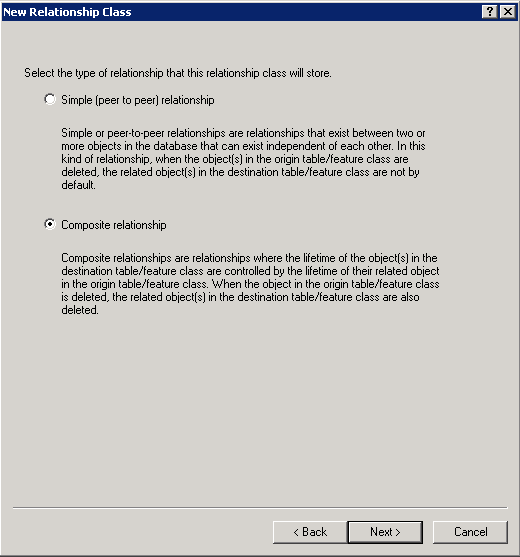 New Relationship Class
Select the type of relationship that this relationship class will store.
Simple (peer to peer) relationship
Simple or peer-to-peer relationships are relationships that exist between two or
more objects in the database that can exist independent of each other. In this
kind of relationship, when the object(s) in the origin table/feature class are
deleted, the related object(s) in the destination table/feature class are not by
default.
Composite relationship
Composite relationships are relationships where the lifetime of the object(s) in the
destination table/feature class are controlled by the lifetime of their related object
in the origin table/feature class. When the object in the origin table/feature class
is deleted, the related object(s) in the destination table/feature class are also
deleted.
< Back Next > Cancel